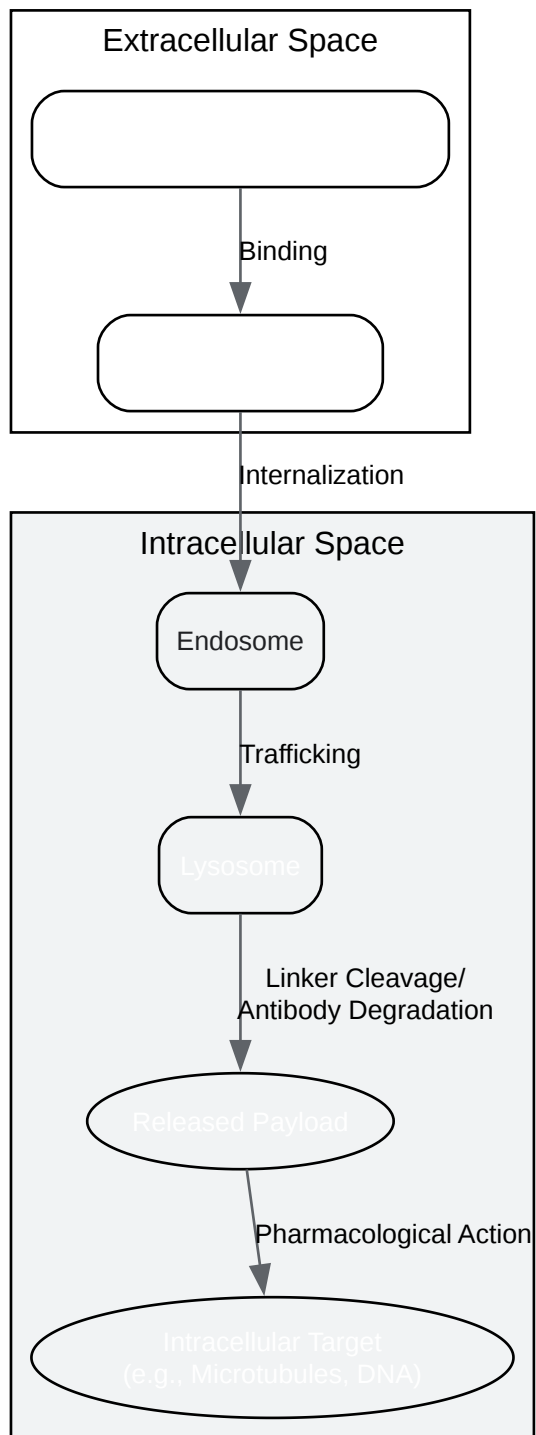 Extracellular Space
Binding
Internalization
Intracellular Space
Endosome
Trafficking
Lysosome
Linker Cleavage/
Antibody Degradation
Released Payload
Pharmacological Action
Intracellular Target
(e.g., Microtubules, DNA)